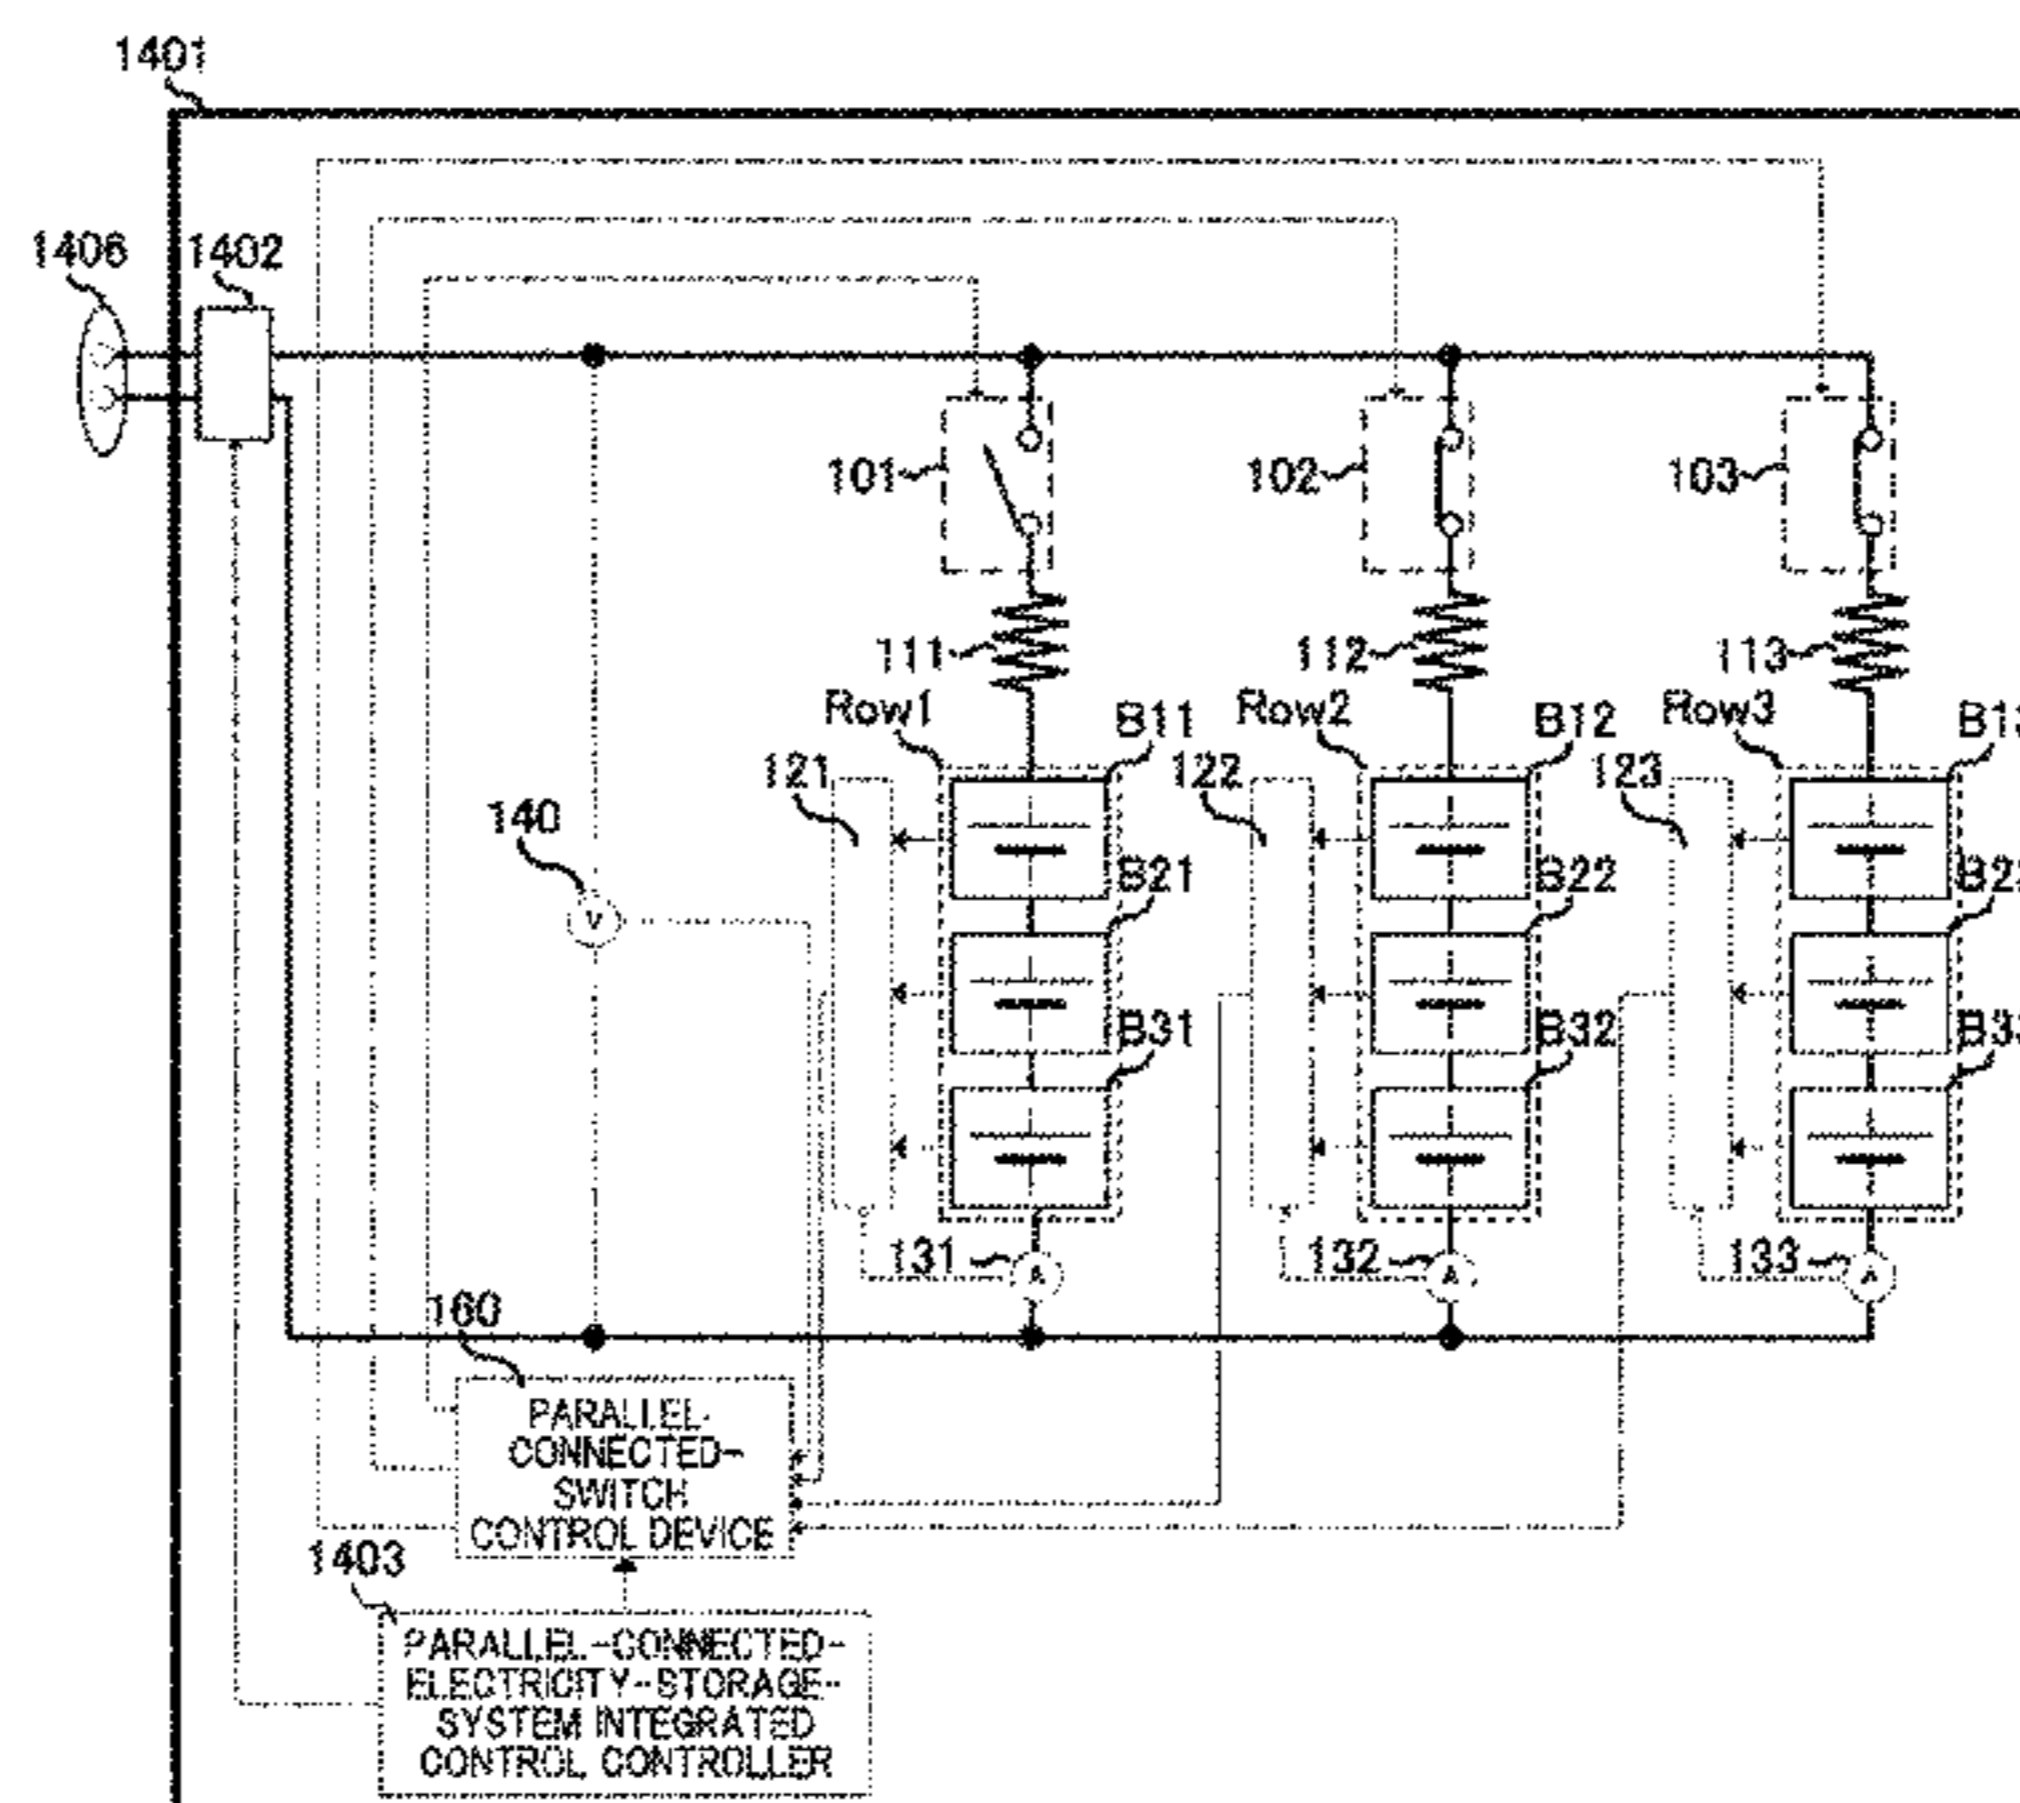 1401
1406 1402
101 102 103
111 112 113
Row1 B11 Row2 B12 Row3
121 122 123
140
B21 B22
B31 B32
131 132 133
A A A
V
160
PARALLEL-
CONNECTED-
SWITCH
CONTROL DEVICE
1403
PARALLEL-CONNECTED-
ELECTRICITY-STORAGE-
SYSTEM INTEGRATED
CONTROL CONTROLLER